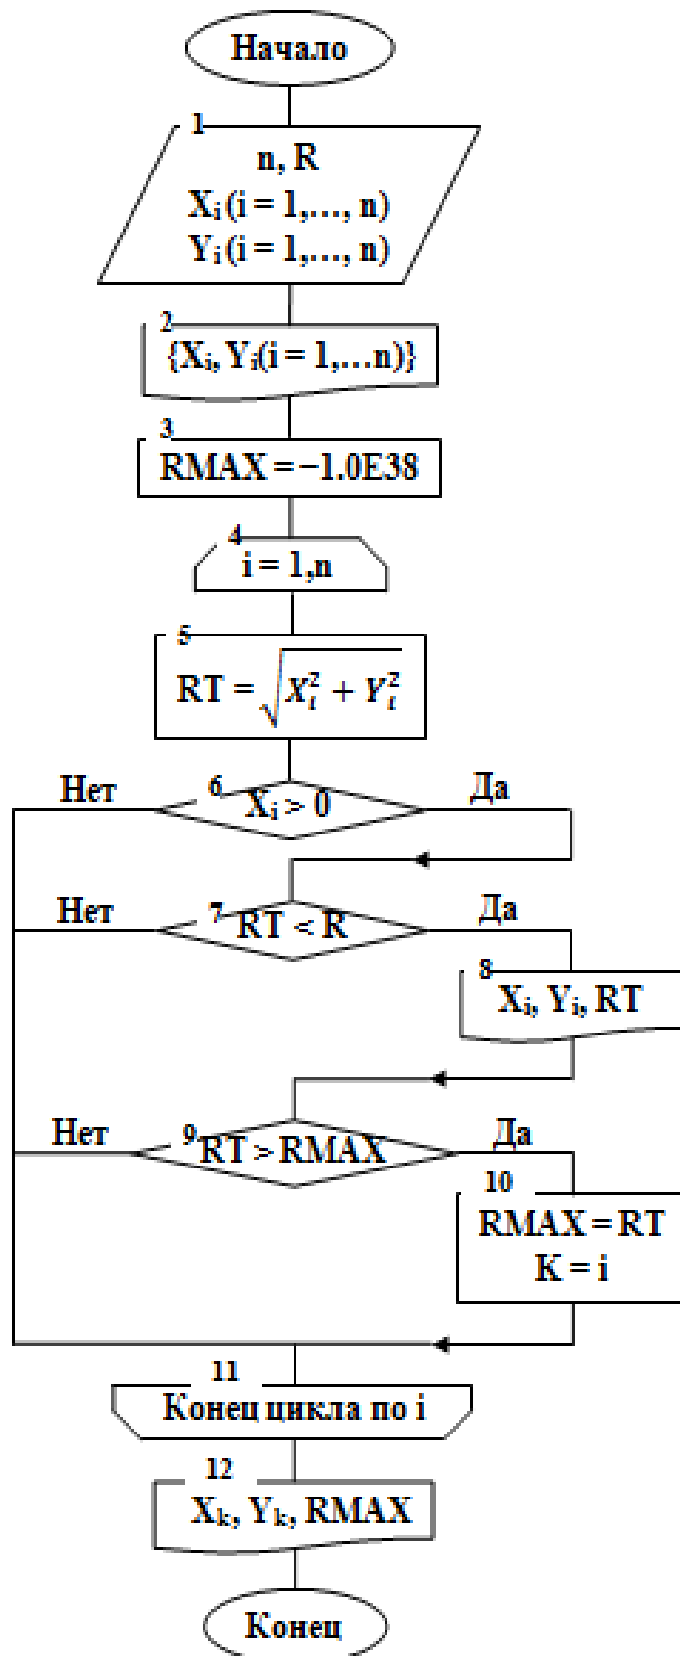 Начало
1
n, R
Xᵢ (i = 1,..., n)
Yᵢ (i = 1,..., n)
2
{Xᵢ, Yᵢ(i = 1,...n)}
3
RMAX = −1.0E38
4
i = 1,n
5
RT = √(Xᵢ² + Yᵢ²)
Нет
6
Xᵢ > 0
Да
Нет
7
RT < R
Да
8
Xᵢ, Yᵢ, RT
Нет
9
RT > RMAX
Да
10
RMAX = RT
K = i
11
Конец цикла по i
12
Xₖ, Yₖ, RMAX
Конец